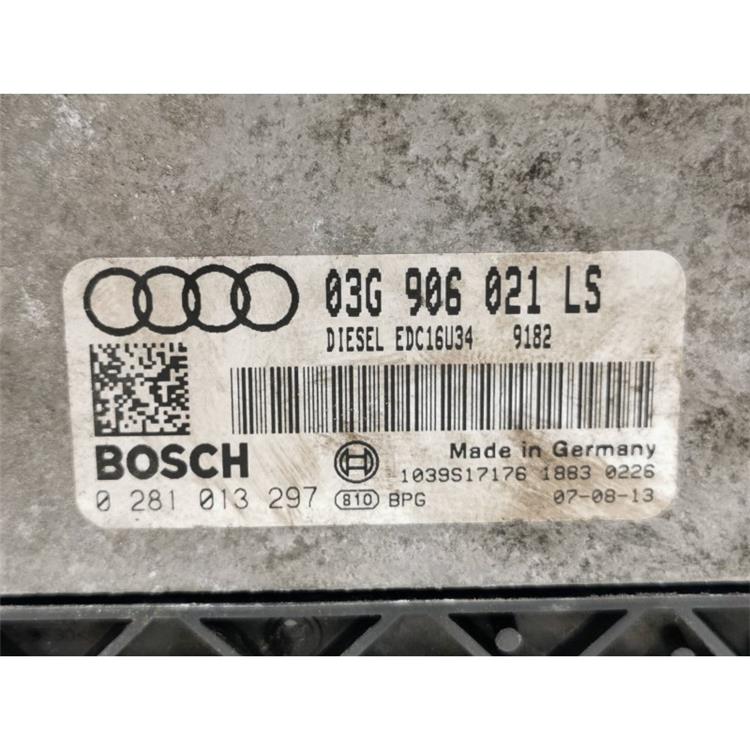 03G 906 021 LS
DIESEL EDC16U34 9182
BOSCH
Made in Germany
1039S17176 1883 0226
0 281 013 297 810 BPG 07-08-13